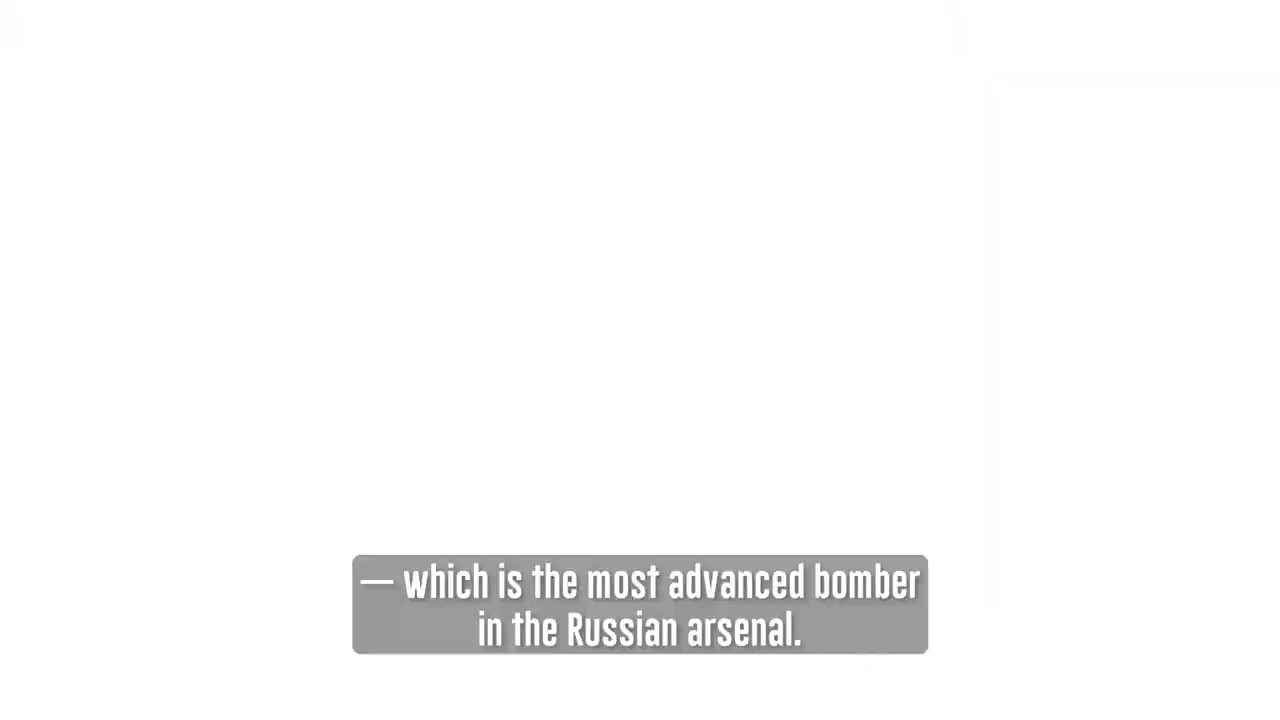 — which is the most advanced bomber
in the Russian arsenal.